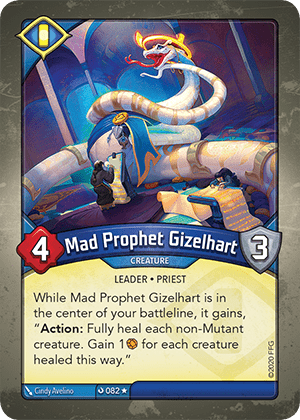 Mad Prophet Gizelhart
4
3
CREATURE
LEADER • PRIEST
While Mad Prophet Gizelhart is in
the center of your battleline, it gains,
“Action: Fully heal each non-Mutant
creature. Gain 1 for each creature
healed this way.”
Cindy Avelino
082
©2020 FFG